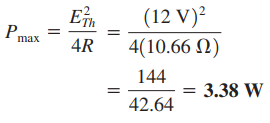 P_max = E²_Th / 4R = (12 V)² / 4(10.66 Ω)
= 144 / 42.64 = 3.38 W